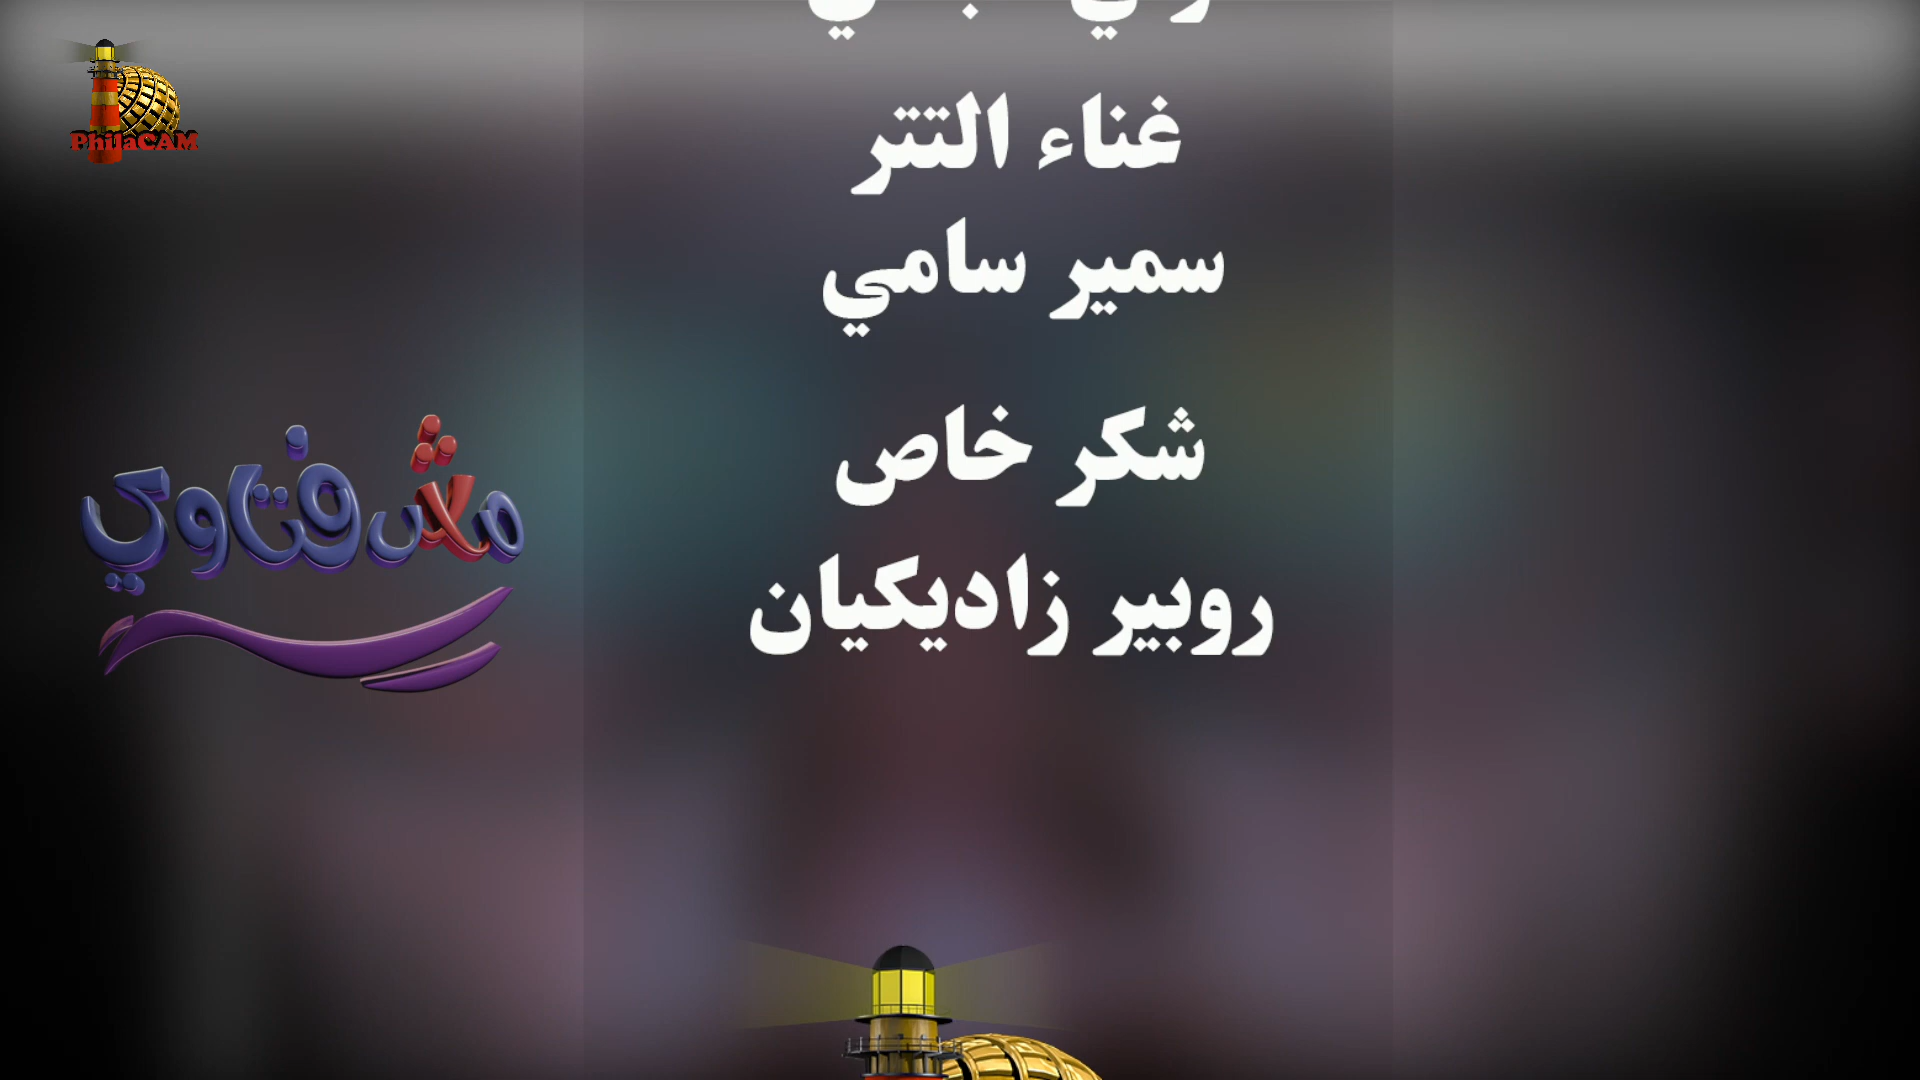 PhilaCAM
غناء التتر
سمير سامي
شكر خاص
روبير زاديكيان
مش فتاوي